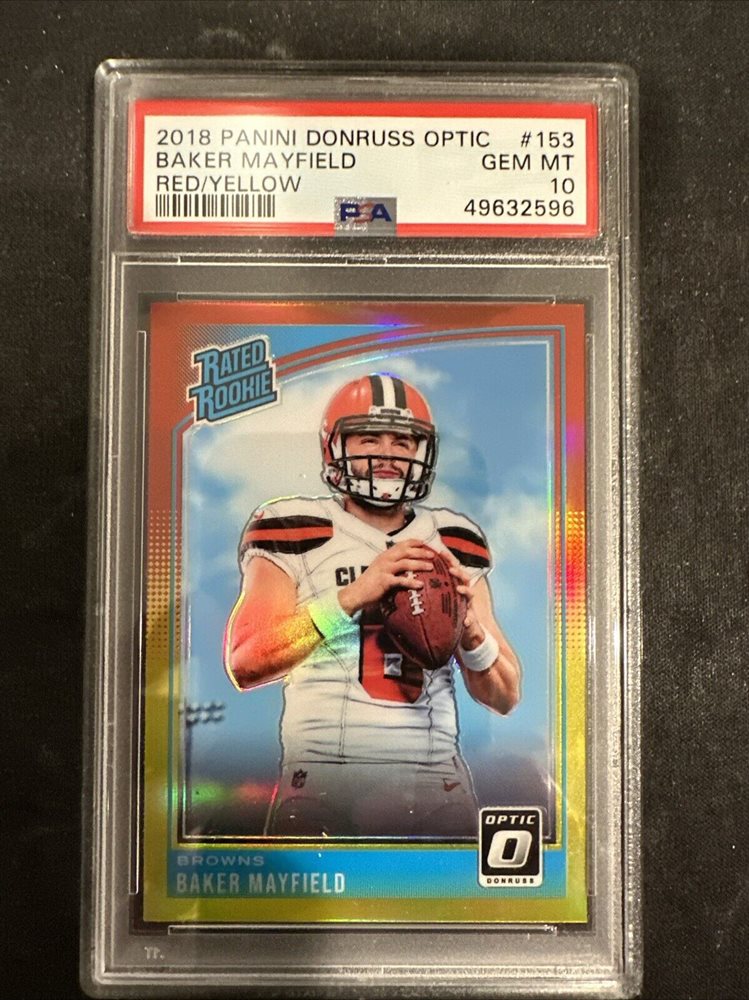 2018 PANINI DONRUSS OPTIC #153
BAKER MAYFIELD GEM MT
RED/YELLOW 10
PSA 49632596
RATED
ROOKIE
CLE
OPTIC
O
DONRUSS
BROWNS
BAKER MAYFIELD